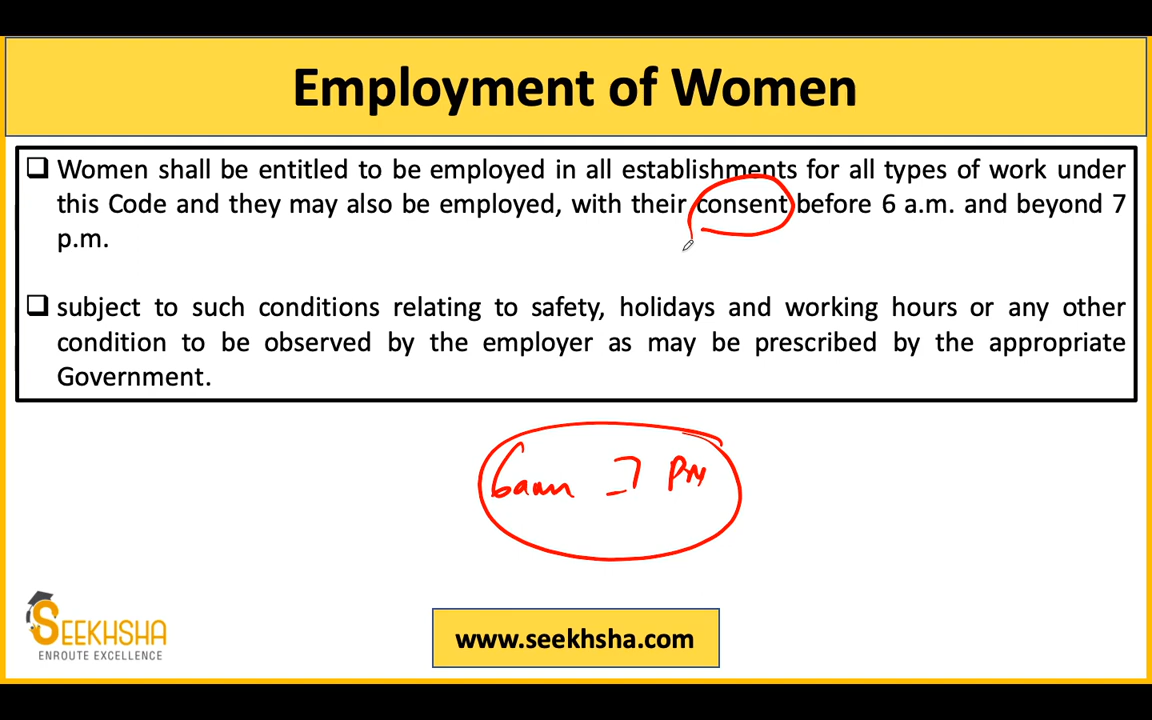 Employment of Women
Women shall be entitled to be employed in all establishments for all types of work under
this Code and they may also be employed, with their consent before 6 a.m. and beyond 7
p.m.
subject to such conditions relating to safety, holidays and working hours or any other
condition to be observed by the employer as may be prescribed by the appropriate
Government.
6am - 7 PM
SEEKHSHA
ENROUTE EXCELLENCE
www.seekhsha.com